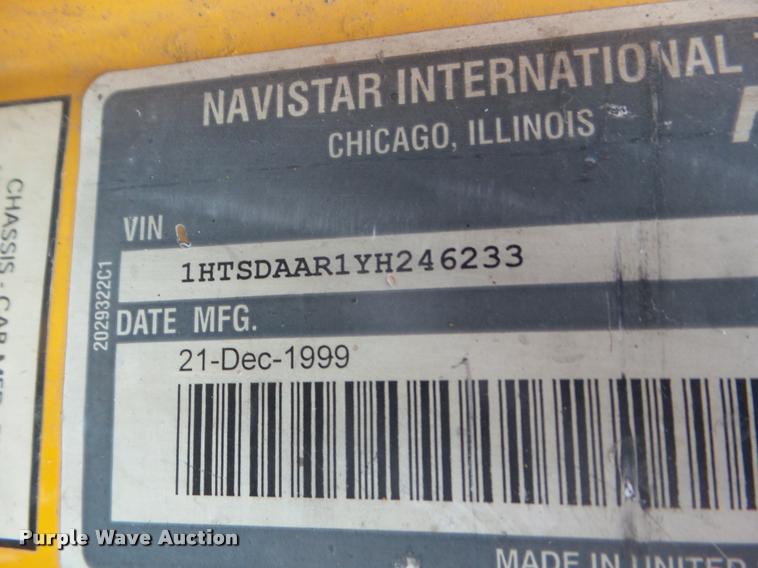 NAVISTAR INTERNATIONAL
CHICAGO, ILLINOIS
VIN
1HTSDAAR1YH246233
DATE MFG.
21-Dec-1999
2029322C1
CHASSIS - CAB
MADE IN UNITED
Purple Wave Auction